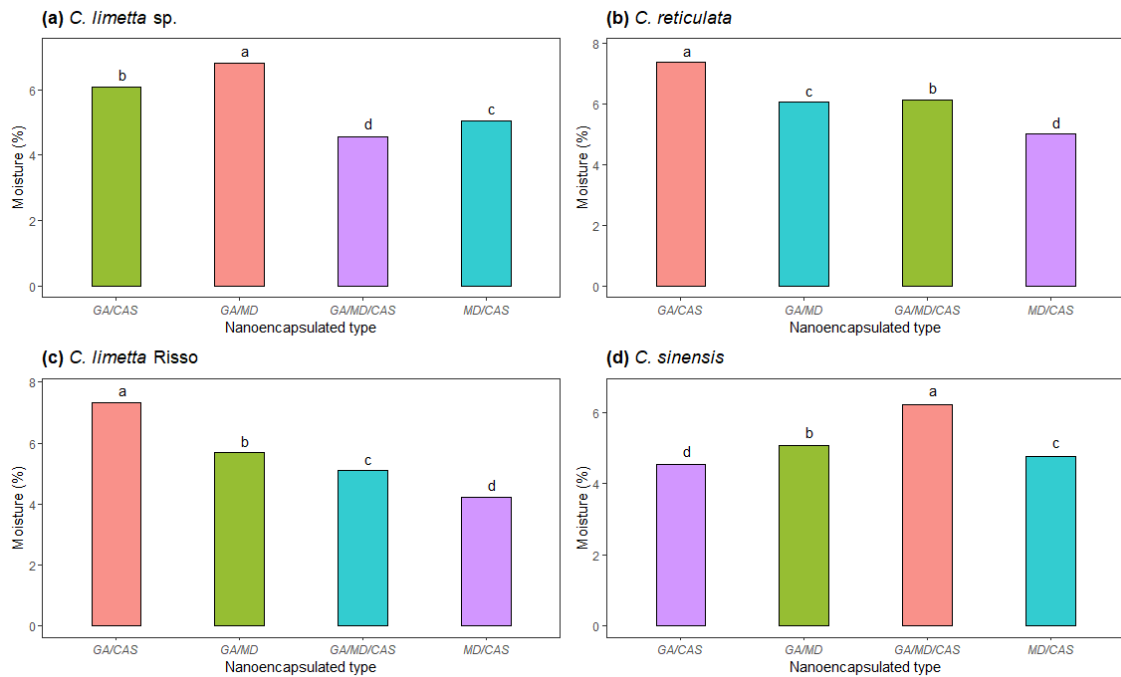 (a) C. limetta sp.
Moisture (%)
6
4
2
0
b
a
d
c
GA/CAS GA/MD GA/MD/CAS MD/CAS
Nanoencapsulated type
(b) C. reticulata
Moisture (%)
8
6
4
2
0
a
c
b
d
GA/CAS GA/MD GA/MD/CAS MD/CAS
Nanoencapsulated type
(c) C. limetta Risso
Moisture (%)
8
6
4
2
0
a
b
c
d
GA/CAS GA/MD GA/MD/CAS MD/CAS
Nanoencapsulated type
(d) C. sinensis
Moisture (%)
6
4
2
0
d
b
a
c
GA/CAS GA/MD GA/MD/CAS MD/CAS
Nanoencapsulated type